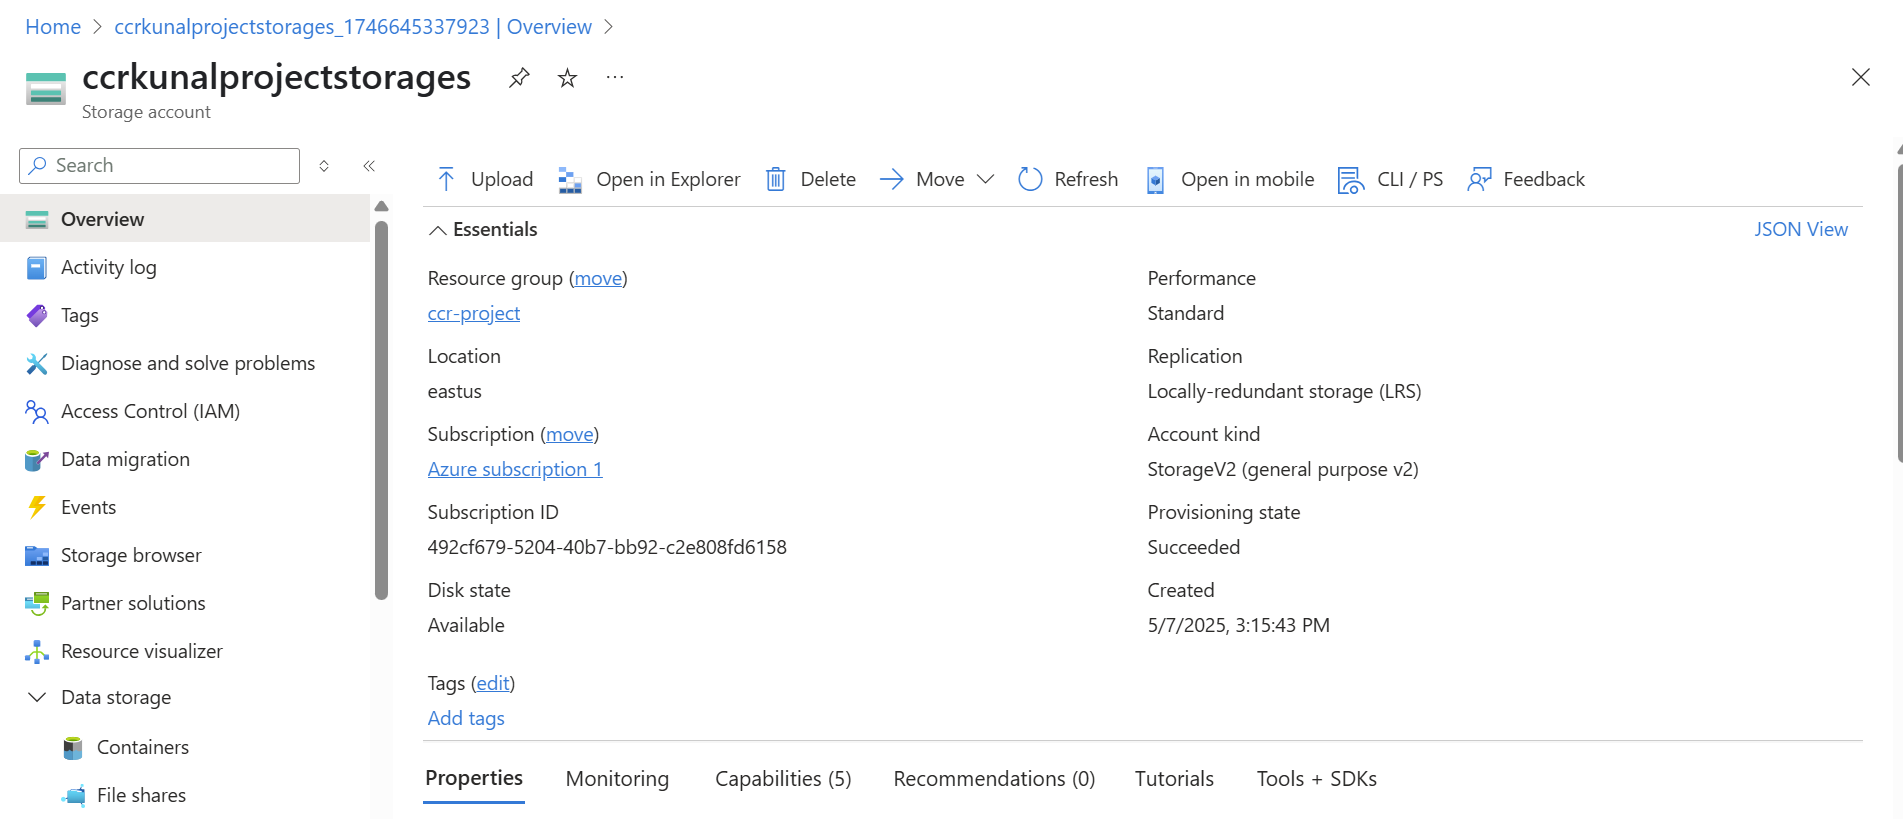 Home > ccrkunalprojectstorages_1746645337923 | Overview >
ccrkunalprojectstorages ...
Storage account
Search
Overview
Activity log
Tags
Diagnose and solve problems
Access Control (IAM)
Data migration
Events
Storage browser
Partner solutions
Resource visualizer
Data storage
Containers
File shares
Upload Open in Explorer Delete Move Refresh Open in mobile CLI / PS Feedback
Essentials JSON View
Resource group (move)
ccr-project
Location
eastus
Subscription (move)
Azure subscription 1
Subscription ID
492cf679-5204-40b7-bb92-c2e808fd6158
Disk state
Available
Performance
Standard
Replication
Locally-redundant storage (LRS)
Account kind
StorageV2 (general purpose v2)
Provisioning state
Succeeded
Created
5/7/2025, 3:15:43 PM
Tags (edit)
Add tags
Properties Monitoring Capabilities (5) Recommendations (0) Tutorials Tools + SDKs